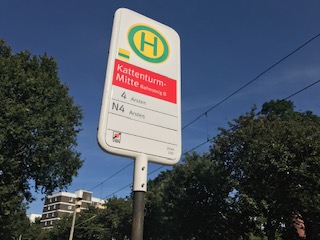 H
Kattenturm-
Mitte Bahnsteig B
4 Arsten
N4 Arsten